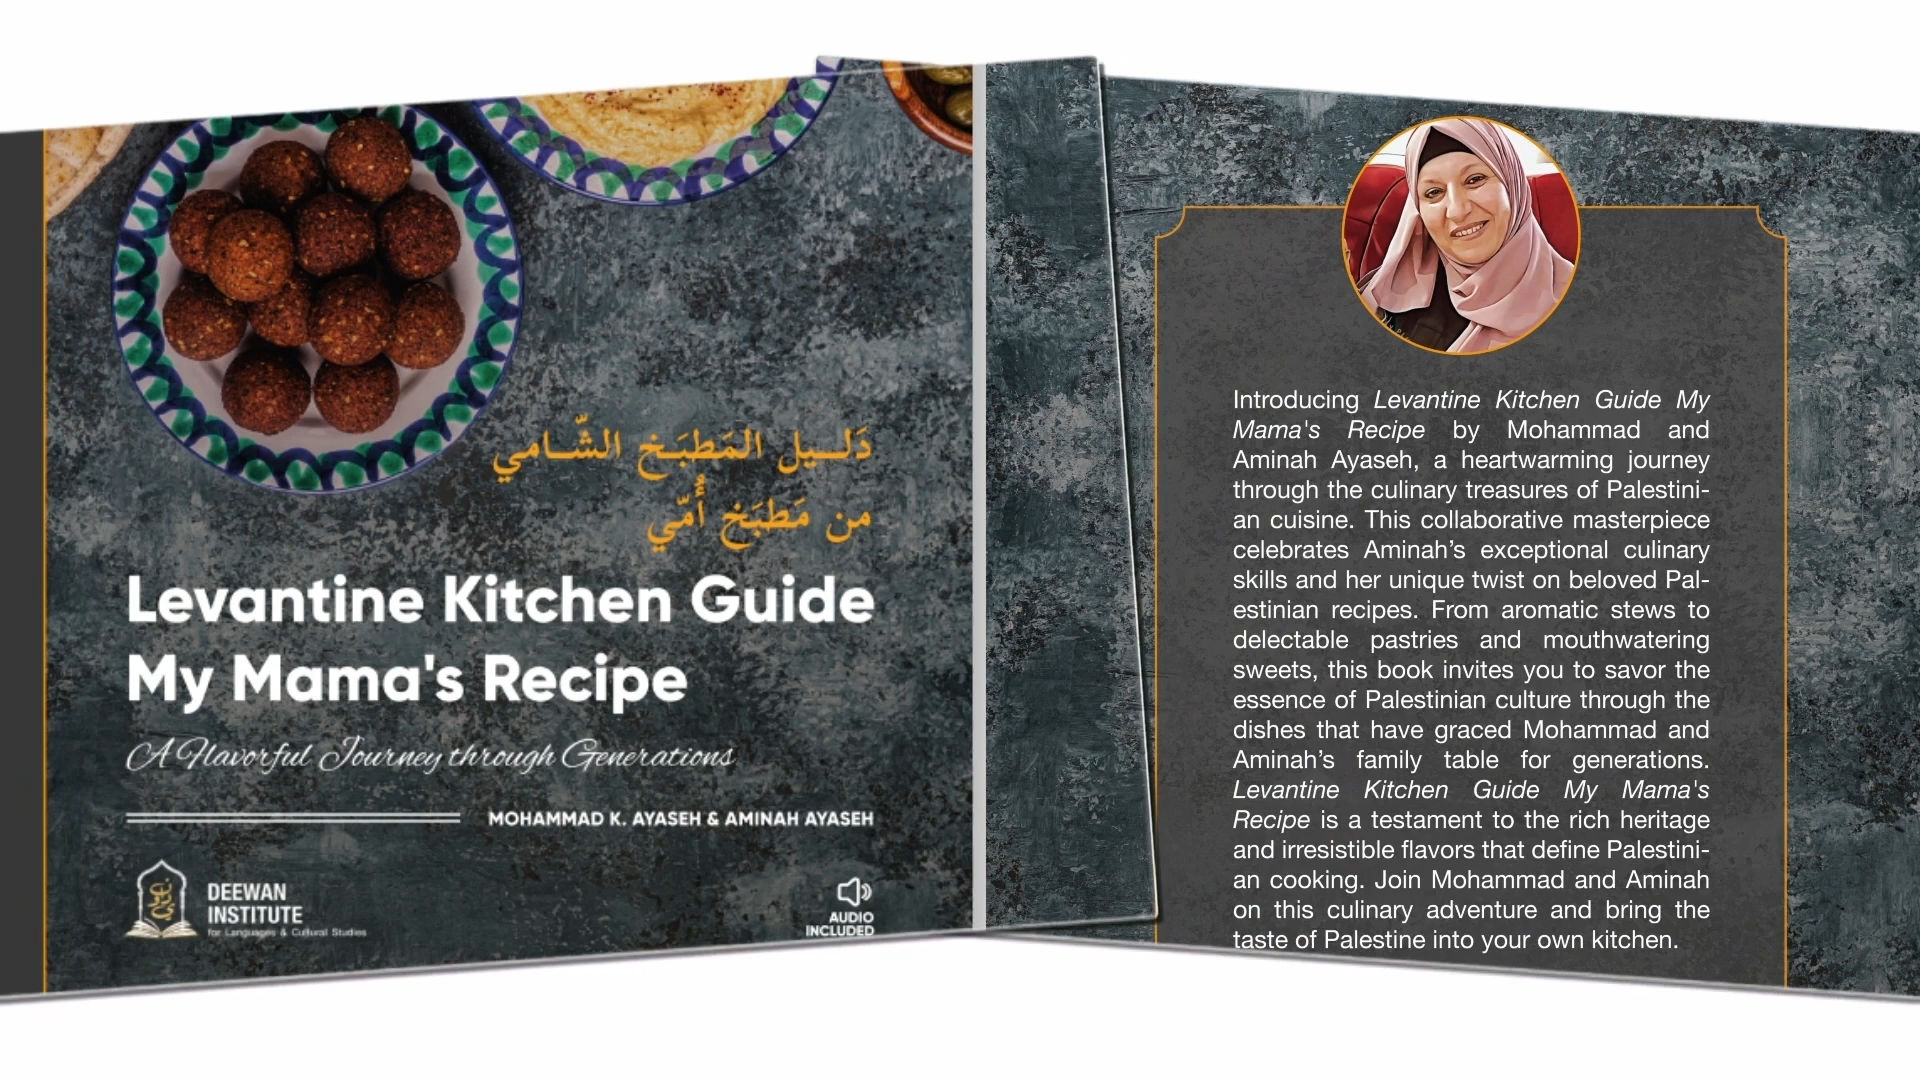 دَلـــيل المَطبَـخ الشّـامي
من مَطبَـخ أُمّي
Levantine Kitchen Guide
My Mama's Recipe
A Flavorful Journey through Generations
MOHAMMAD K. AYASEH & AMINAH AYASEH
DEEWAN
INSTITUTE
for Languages & Cultural Studies
AUDIO
INCLUDED
Introducing Levantine Kitchen Guide My
Mama's Recipe by Mohammad and
Aminah Ayaseh, a heartwarming journey
through the culinary treasures of Palestini-
an cuisine. This collaborative masterpiece
celebrates Aminah’s exceptional culinary
skills and her unique twist on beloved Pal-
estinian recipes. From aromatic stews to
delectable pastries and mouthwatering
sweets, this book invites you to savor the
essence of Palestinian culture through the
dishes that have graced Mohammad and
Aminah’s family table for generations.
Levantine Kitchen Guide My Mama's
Recipe is a testament to the rich heritage
and irresistible flavors that define Palestini-
an cooking. Join Mohammad and Aminah
on this culinary adventure and bring the
taste of Palestine into your own kitchen.